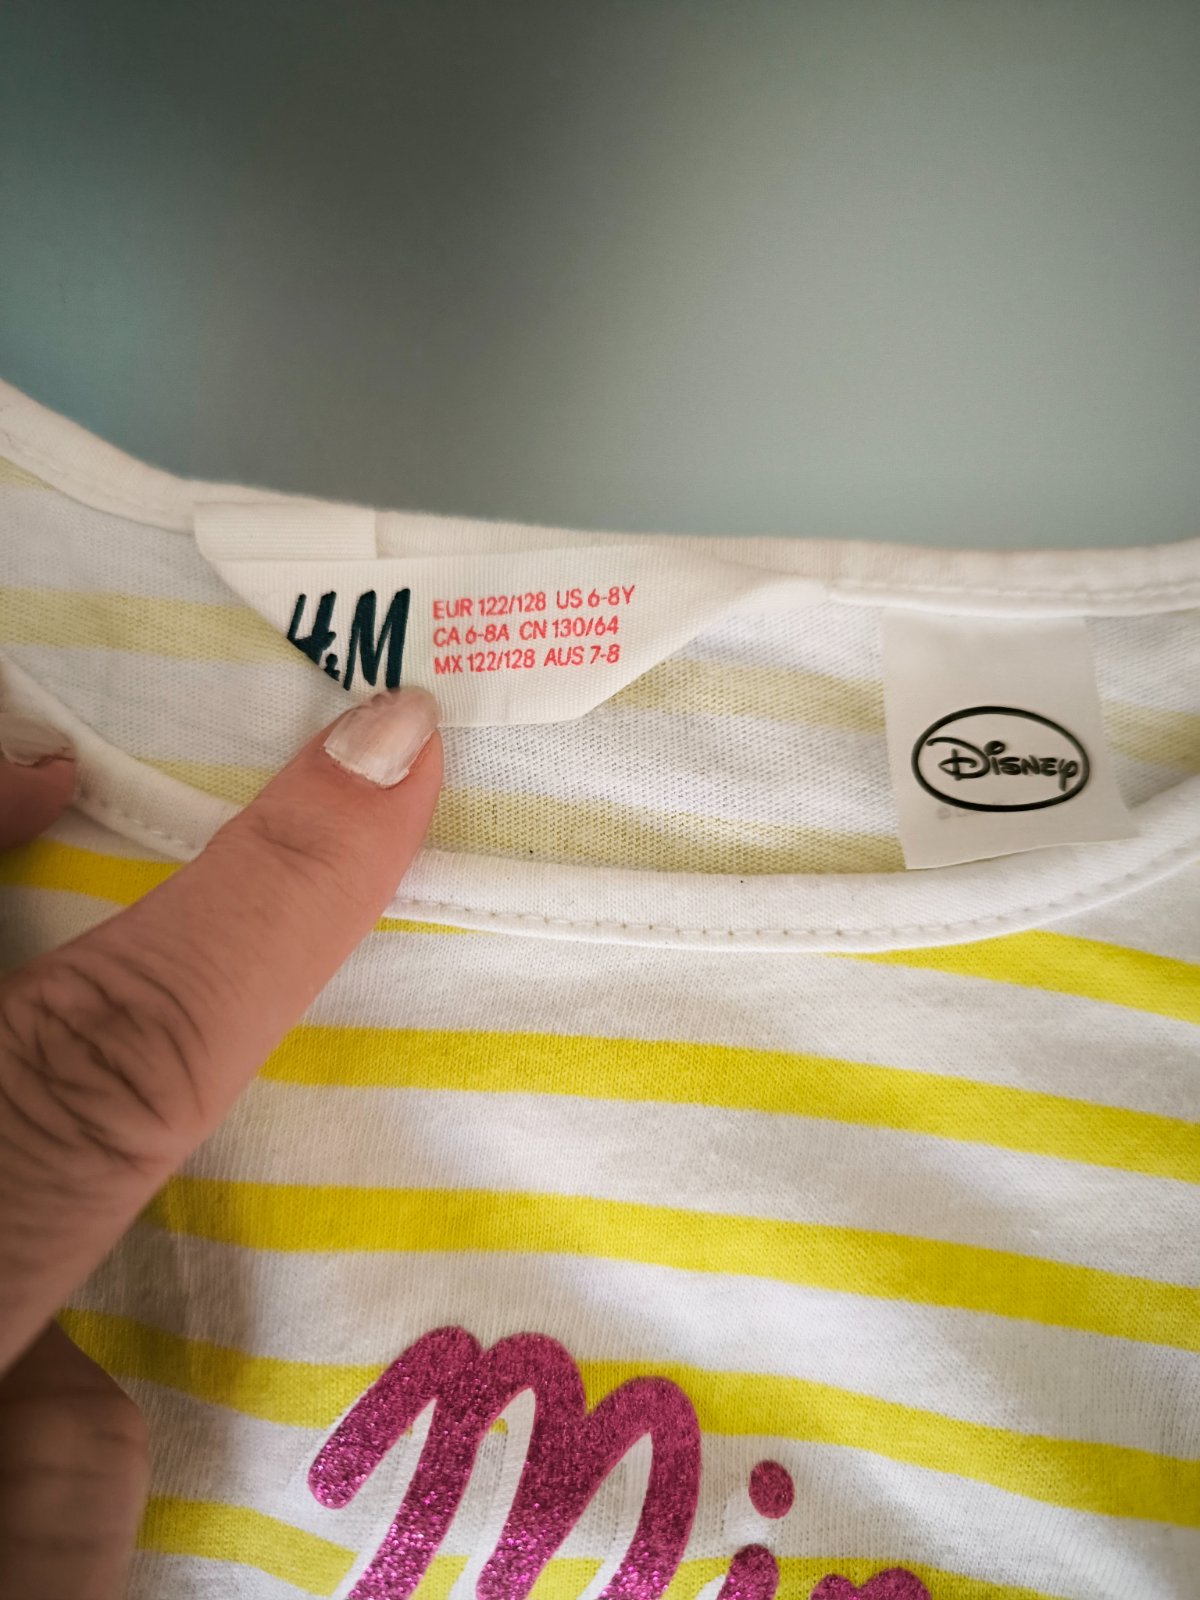 H&M
EUR 122/128 US 6-8Y
CA 6-8A CN 130/64
MX 122/128 AUS 7-8
Disney
Min